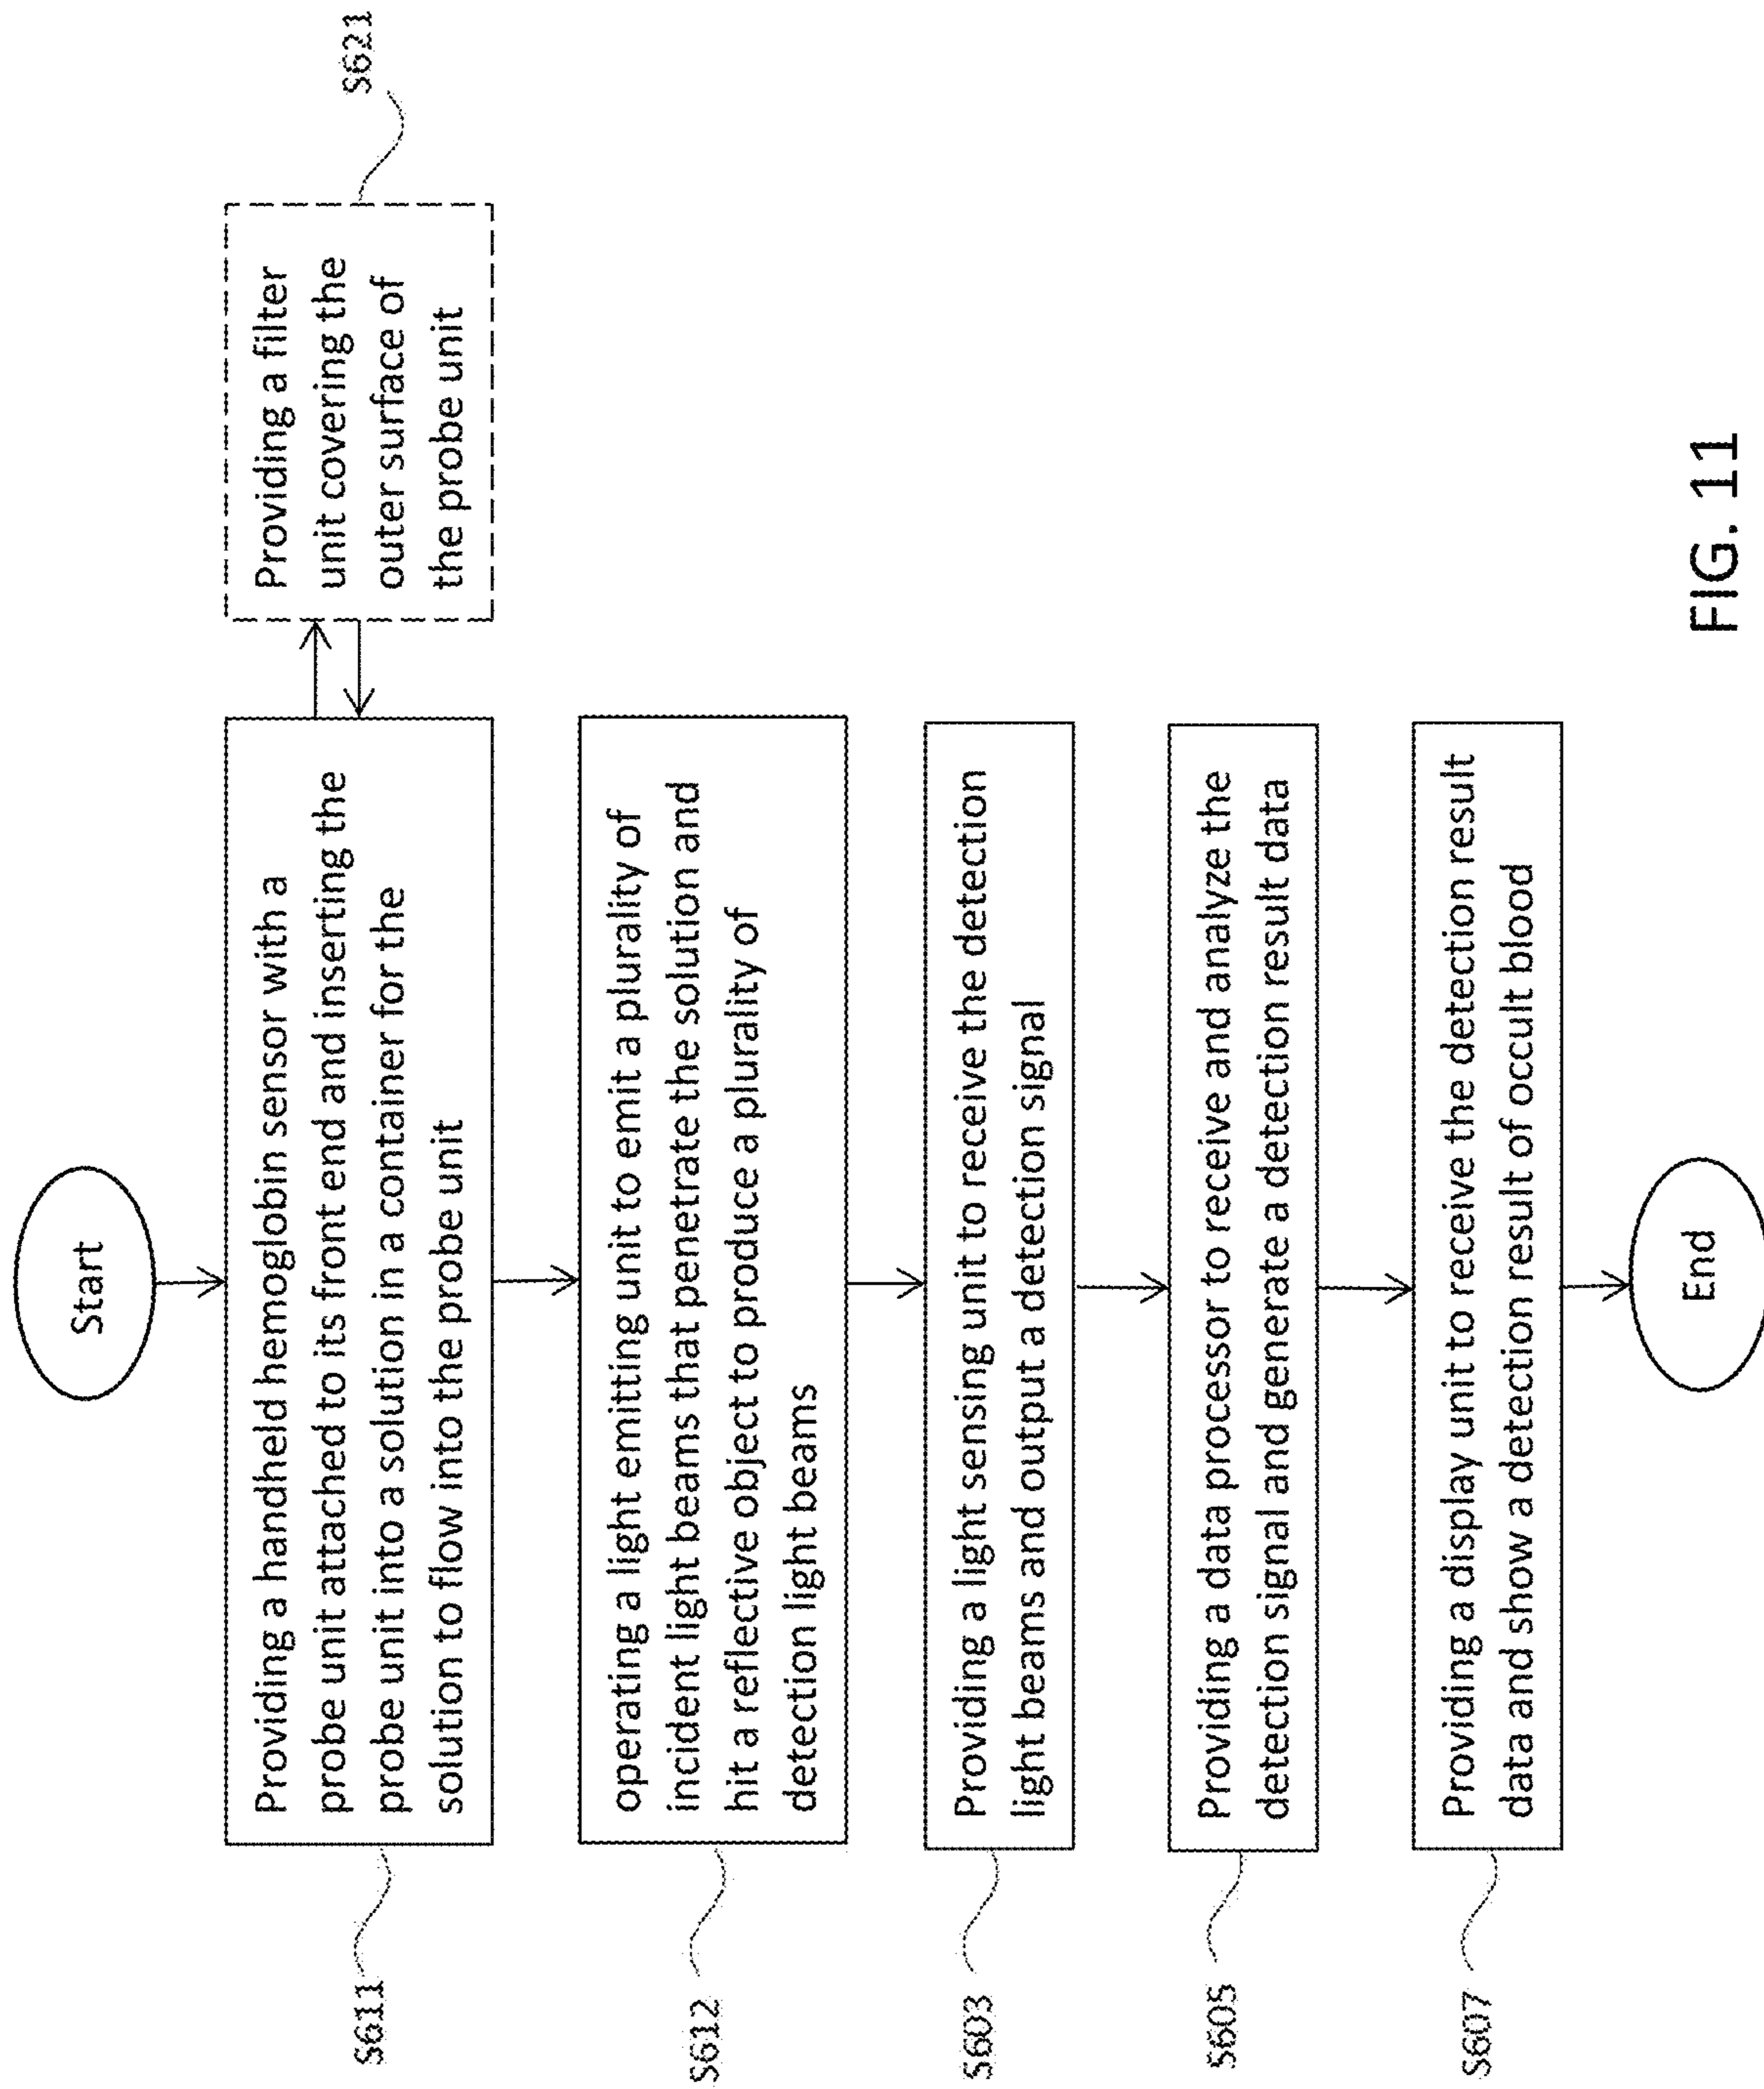 Start
S611
Providing a handheld hemoglobin sensor with a
probe unit attached to its front end and inserting the
probe unit into a solution in a container for the
solution to flow into the probe unit
S621
Providing a filter
unit covering the
outer surface of
the probe unit
S612
operating a light emitting unit to emit a plurality of
incident light beams that penetrate the solution and
hit a reflective object to produce a plurality of
detection light beams
S603
Providing a light sensing unit to receive the detection
light beams and output a detection signal
S605
Providing a data processor to receive and analyze the
detection signal and generate a detection result data
S607
Providing a display unit to receive the detection result
data and show a detection result of occult blood
End
FIG. 11